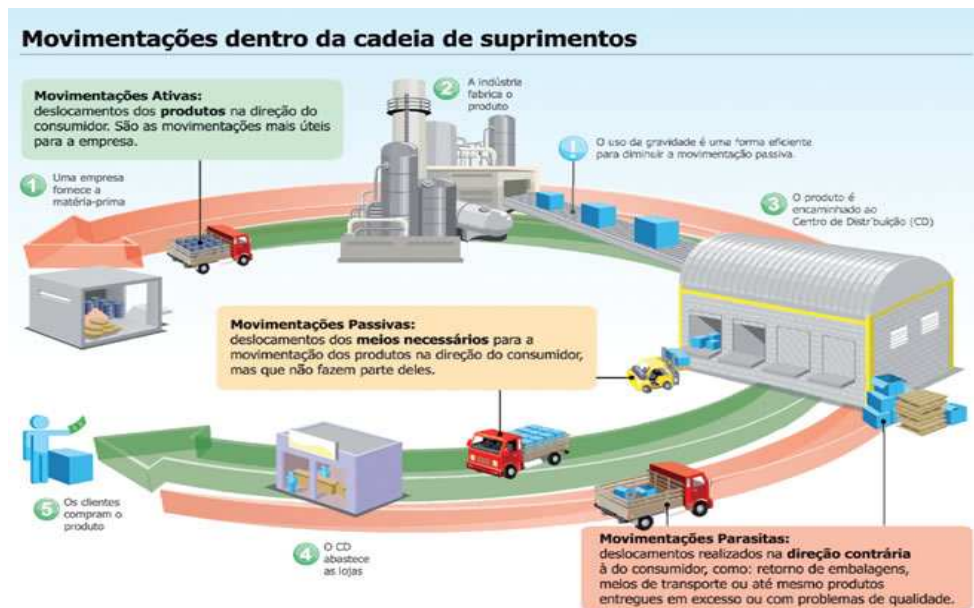 Movimentações dentro da cadeia de suprimentos
Movimentações Ativas:
deslocamentos dos produtos na direção do
consumidor. São as movimentações mais úteis
para a empresa.
1
Uma empresa
fornece a
matéria-prima
2
A indústria
fabrica o
produto
!
O uso da gravidade é uma forma eficiente
para diminuir a movimentação passiva.
3
O produto é
encaminhado ao
Centro de Distribuição (CD)
Movimentações Passivas:
deslocamentos dos meios necessários para a
movimentação dos produtos na direção do consumidor,
mas que não fazem parte deles.
4
O CD
abastece
as lojas
5
Os clientes
compram o
produto
Movimentações Parasitas:
deslocamentos realizados na direção contrária
à do consumidor, como: retorno de embalagens,
meios de transporte ou até mesmo produtos
entregues em excesso ou com problemas de qualidade.